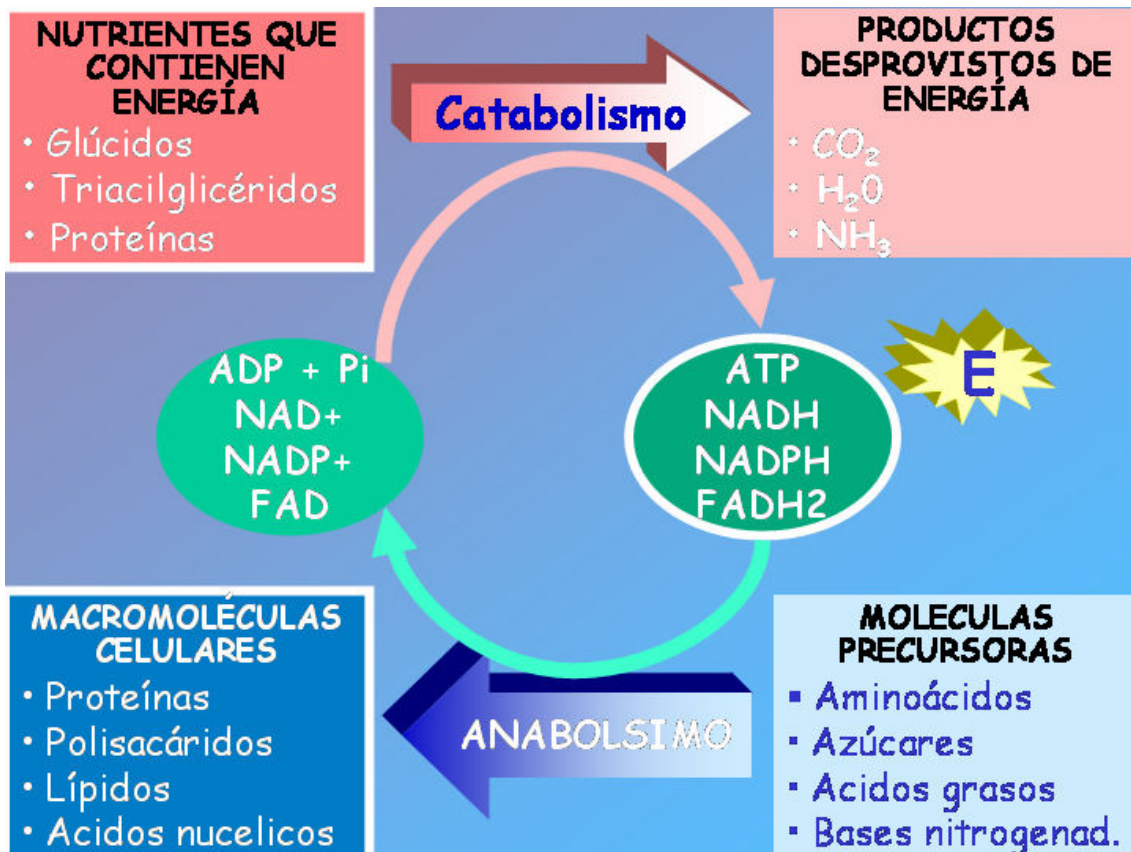 NUTRIENTES QUE
CONTIENEN
ENERGÍA
• Glúcidos
• Triacilglicéridos
• Proteínas
Catabolismo
PRODUCTOS
DESPROVISTOS DE
ENERGÍA
• CO₂
• H₂0
• NH₃
ADP + Pi
NAD+
NADP+
FAD
ATP
NADH
NADPH
FADH2
E
MACROMOLÉCULAS
CELULARES
• Proteínas
• Polisacáridos
• Lípidos
• Acidos nucelicos
ANABOLSIMO
MOLECULAS
PRECURSORAS
▪ Aminoácidos
▪ Azúcares
▪ Acidos grasos
▪ Bases nitrogenad.